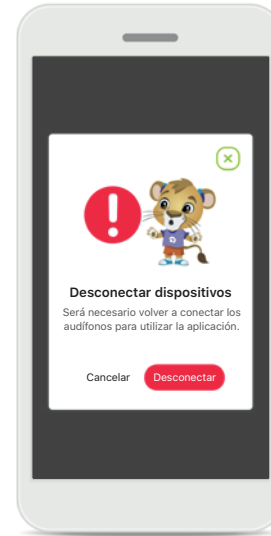 Desconectar dispositivos
Será necesario volver a conectar los
audífonos para utilizar la aplicación.
Cancelar
Desconectar